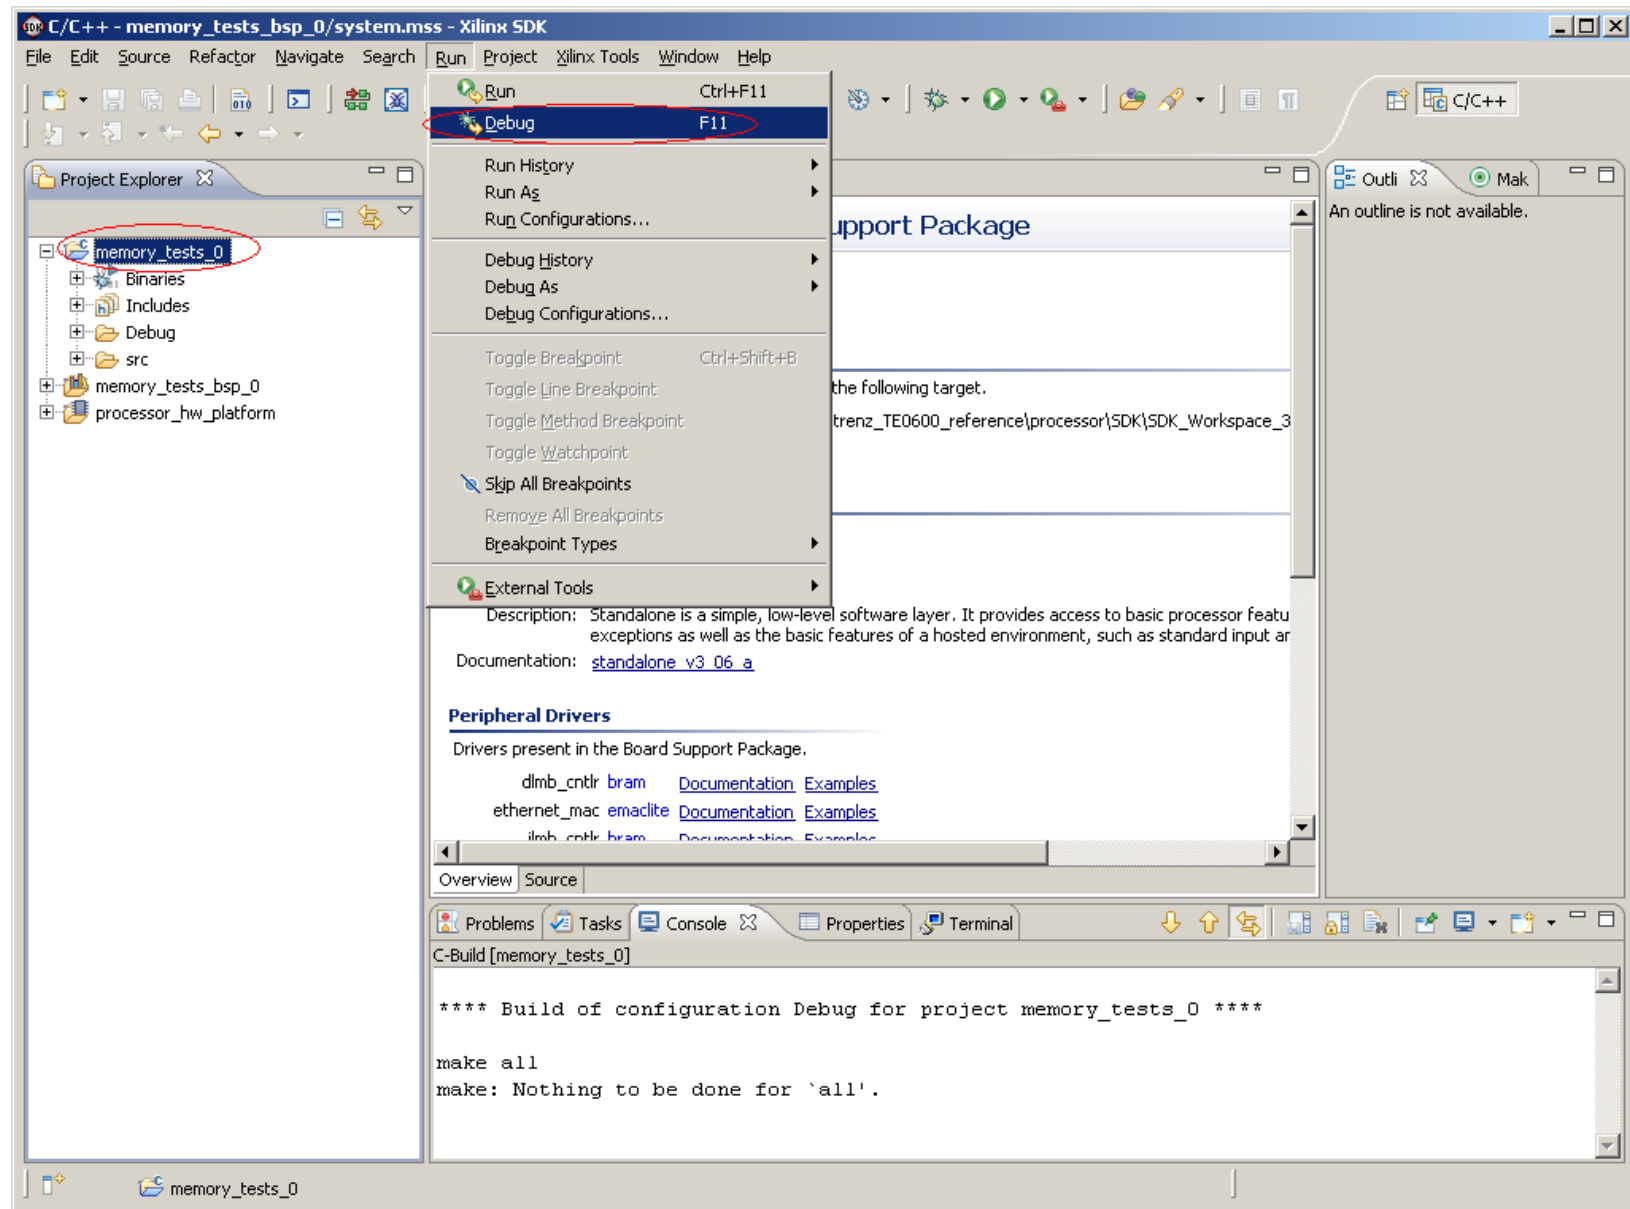 C/C++ - memory_tests_bsp_0/system.mss - Xilinx SDK
File Edit Source Refactor Navigate Search Run Project Xilinx Tools Window Help
Run Ctrl+F11
Debug F11
Run History
Run As
Run Configurations...
Debug History
Debug As
Debug Configurations...
Toggle Breakpoint Ctrl+Shift+B
Toggle Line Breakpoint
Toggle Method Breakpoint
Toggle Watchpoint
Skip All Breakpoints
Remove All Breakpoints
Breakpoint Types
External Tools
C/C++
Project Explorer
memory_tests_0
Binaries
Includes
Debug
src
memory_tests_bsp_0
processor_hw_platform
upport Package
the following target.
trenz_TE0600_reference\processor\SDK\SDK_Workspace_3
Description: Standalone is a simple, low-level software layer. It provides access to basic processor featu
exceptions as well as the basic features of a hosted environment, such as standard input ar
Documentation: standalone_v3_06_a
Peripheral Drivers
Drivers present in the Board Support Package.
dlmb_cntlr bram Documentation Examples
ethernet_mac emaclite Documentation Examples
ilmb_cntlr bram Documentation Examples
Overview Source
Outli Mak
An outline is not available.
Problems Tasks Console Properties Terminal
C-Build [memory_tests_0]
**** Build of configuration Debug for project memory_tests_0 ****
make all
make: Nothing to be done for `all'.
memory_tests_0